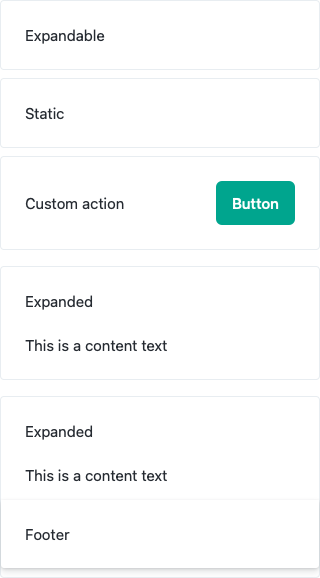 Expandable
Static
Custom action
Button
Expanded
This is a content text
Expanded
This is a content text
Footer